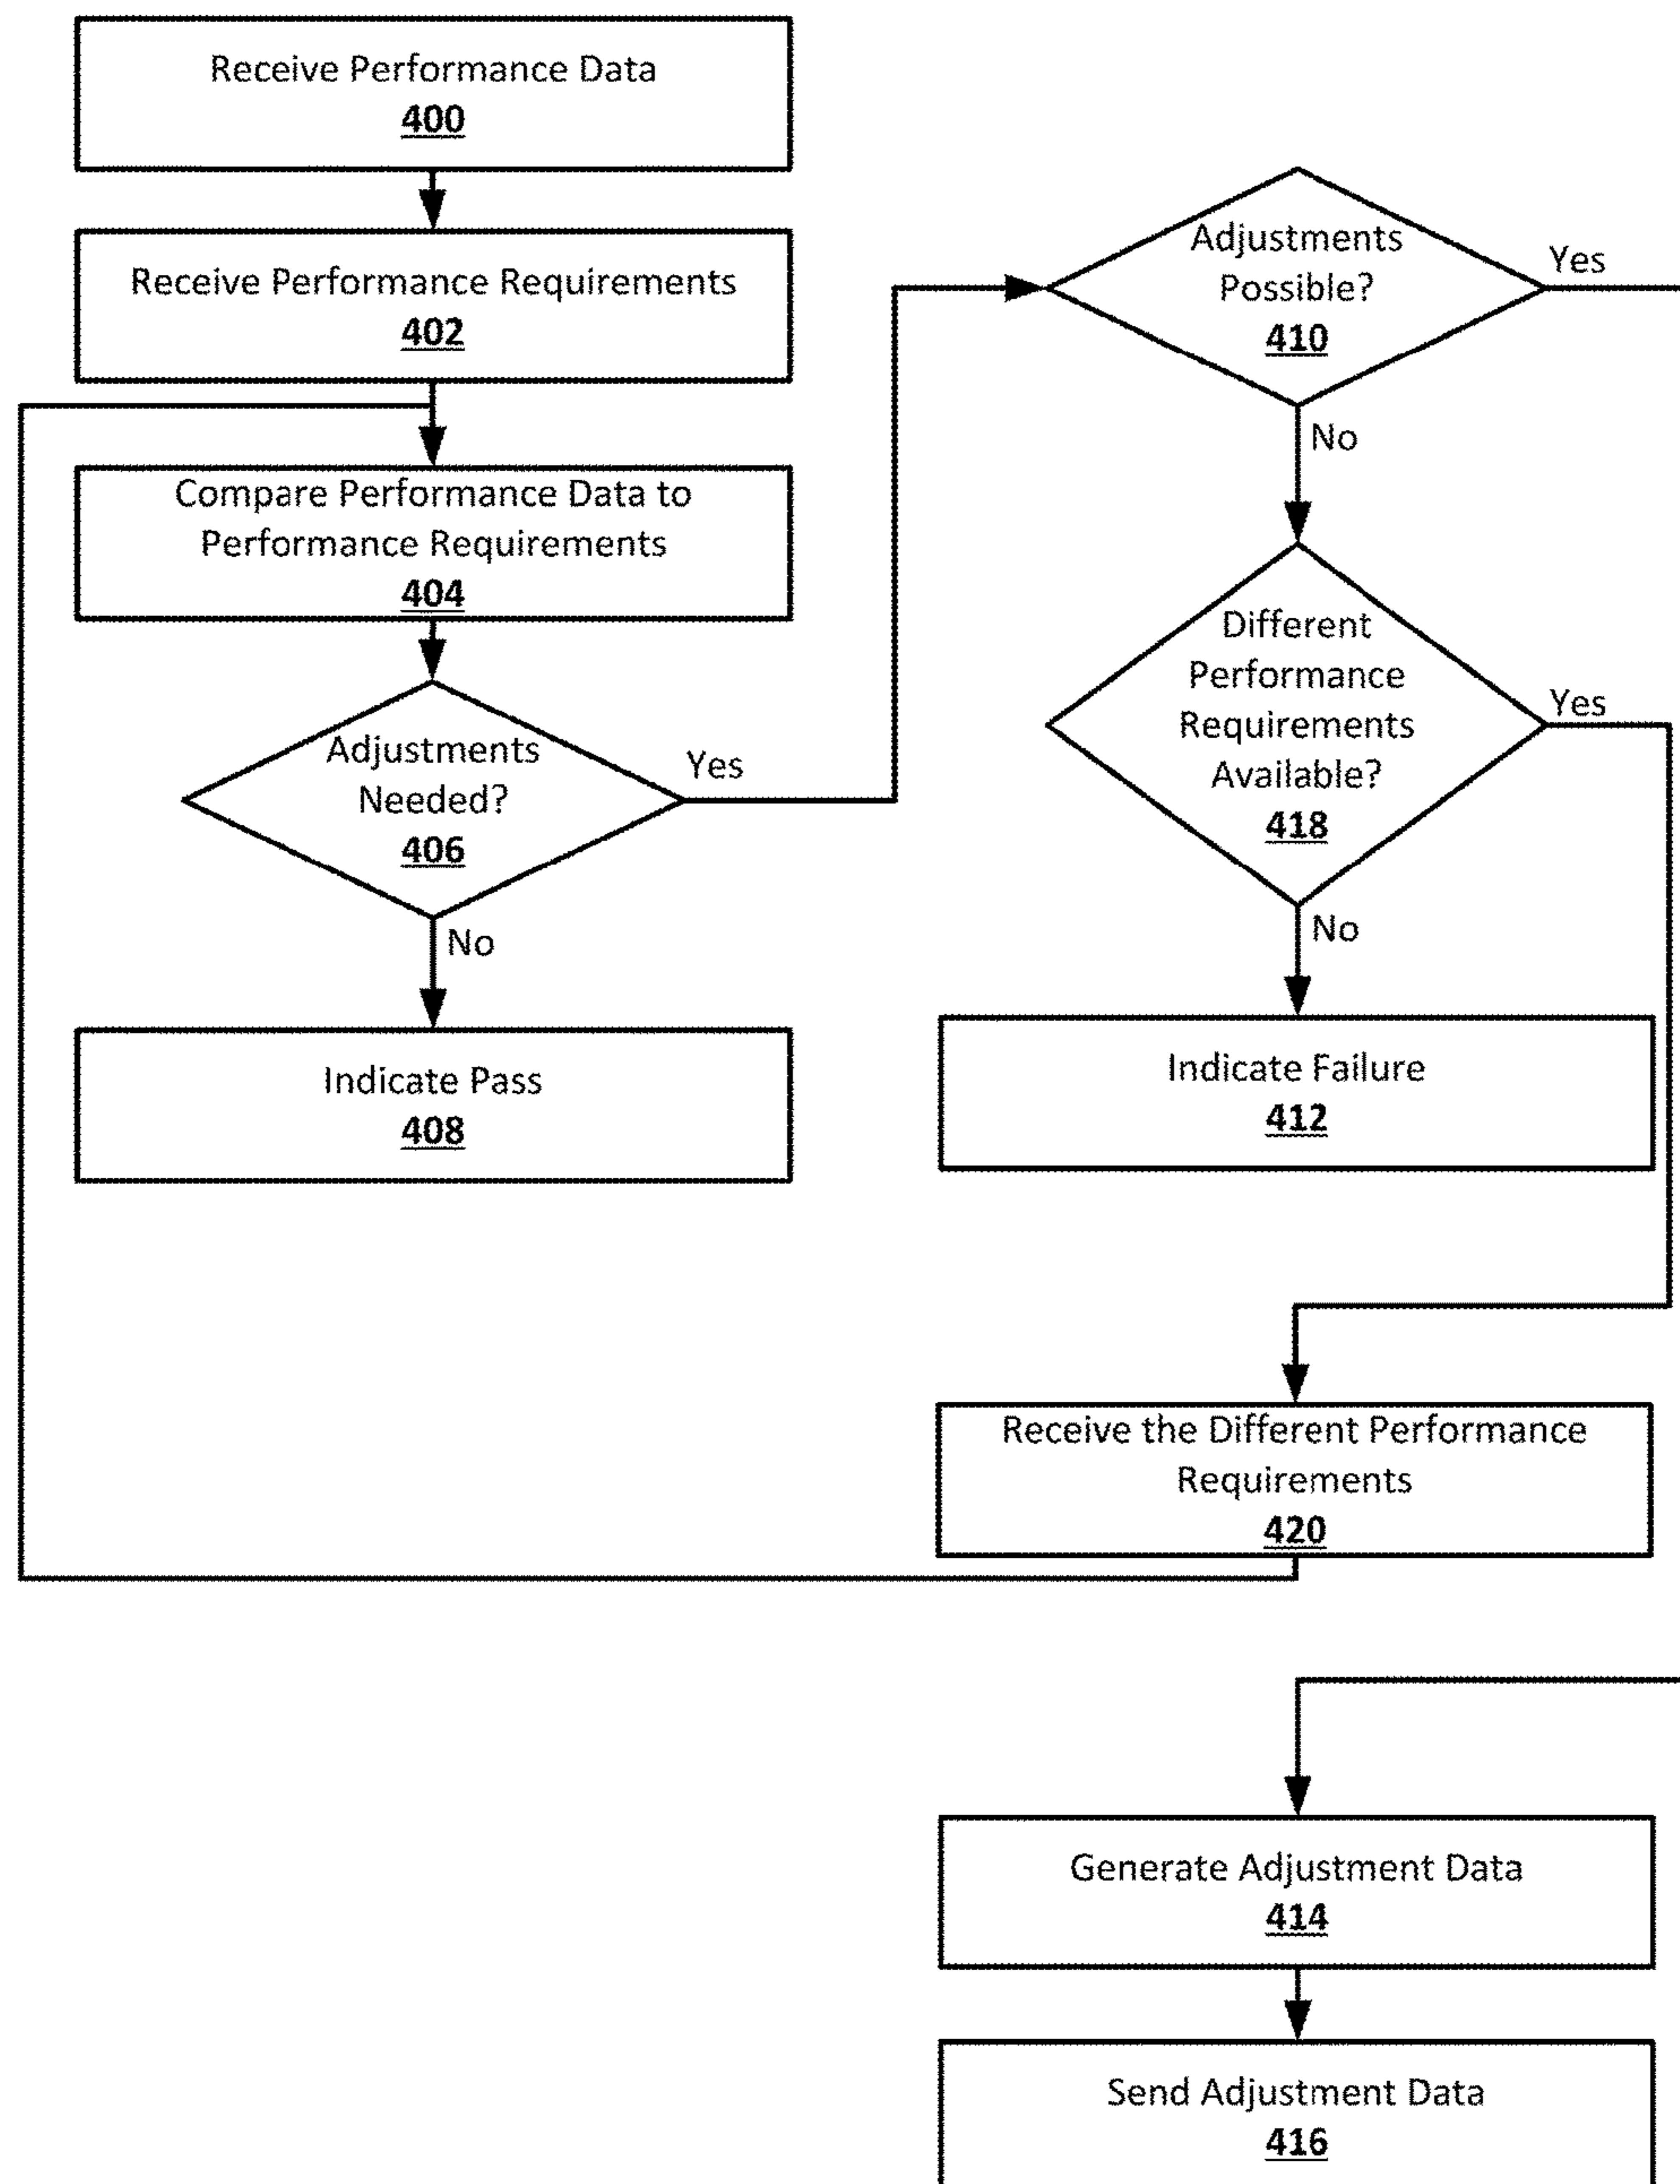 Receive Performance Data
400
Receive Performance Requirements
402
Compare Performance Data to
Performance Requirements
404
Adjustments
Needed?
406
Yes
No
Indicate Pass
408
Adjustments
Possible?
410
Yes
No
Different
Performance
Requirements
Available?
418
Yes
No
Indicate Failure
412
Receive the Different Performance
Requirements
420
Generate Adjustment Data
414
Send Adjustment Data
416